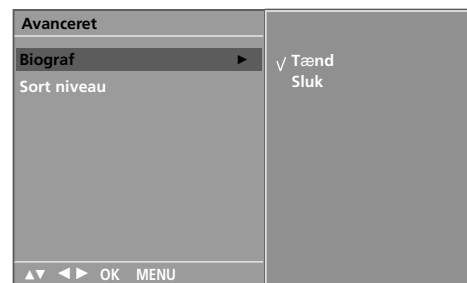 Avanceret
Biograf ►
Sort niveau
√ Tænd
Sluk
▲▼ ◄► OK MENU